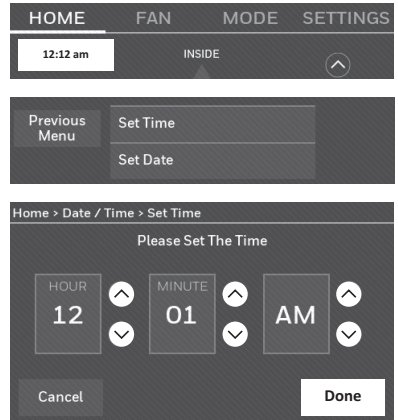 HOME FAN MODE SETTINGS
12:12 am INSIDE
Previous Menu
Set Time
Set Date
Home > Date / Time > Set Time
Please Set The Time
HOUR MINUTE
12 01 AM
Cancel Done